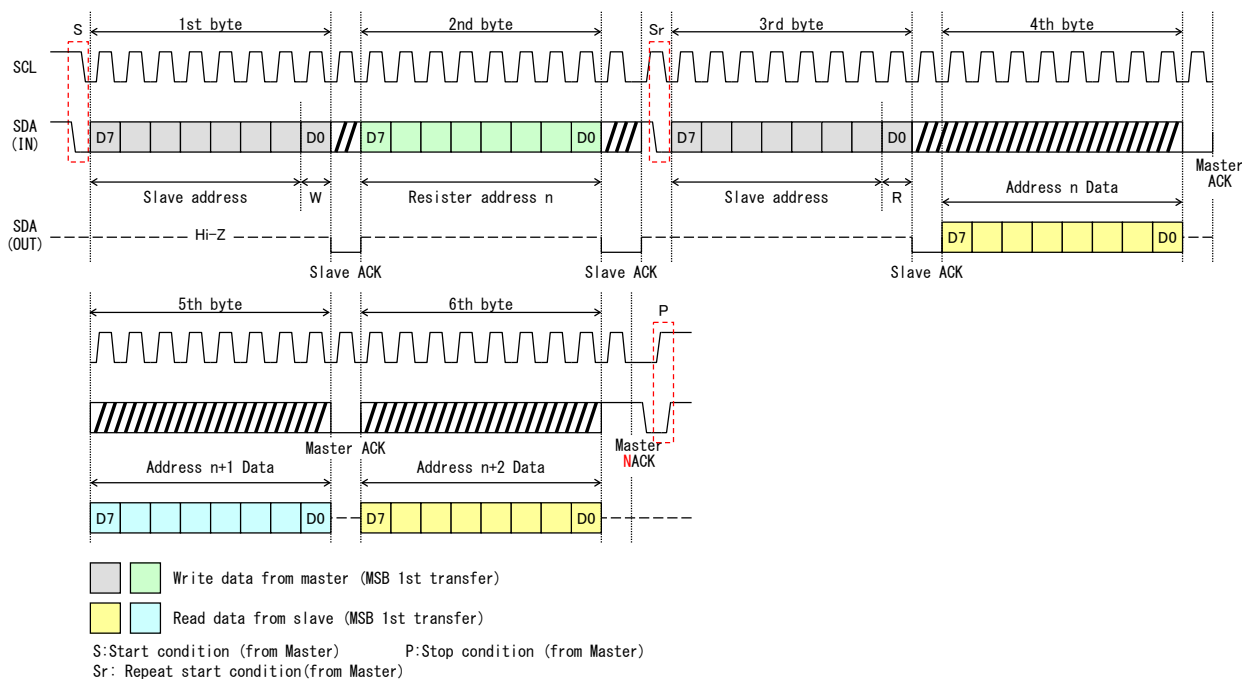 S 1st byte 2nd byte Sr 3rd byte 4th byte
SCL
SDA
(IN)
D7 D0 D7 D0 D7 D0
Slave address W Resister address n Slave address R Address n Data Master
ACK
SDA
(OUT)
Hi-Z D7 D0
Slave ACK Slave ACK Slave ACK
5th byte 6th byte P
Master ACK Master
NACK
Address n+1 Data Address n+2 Data
D7 D0 D7 D0
Write data from master (MSB 1st transfer)
Read data from slave (MSB 1st transfer)
S:Start condition (from Master) P:Stop condition (from Master)
Sr: Repeat start condition(from Master)